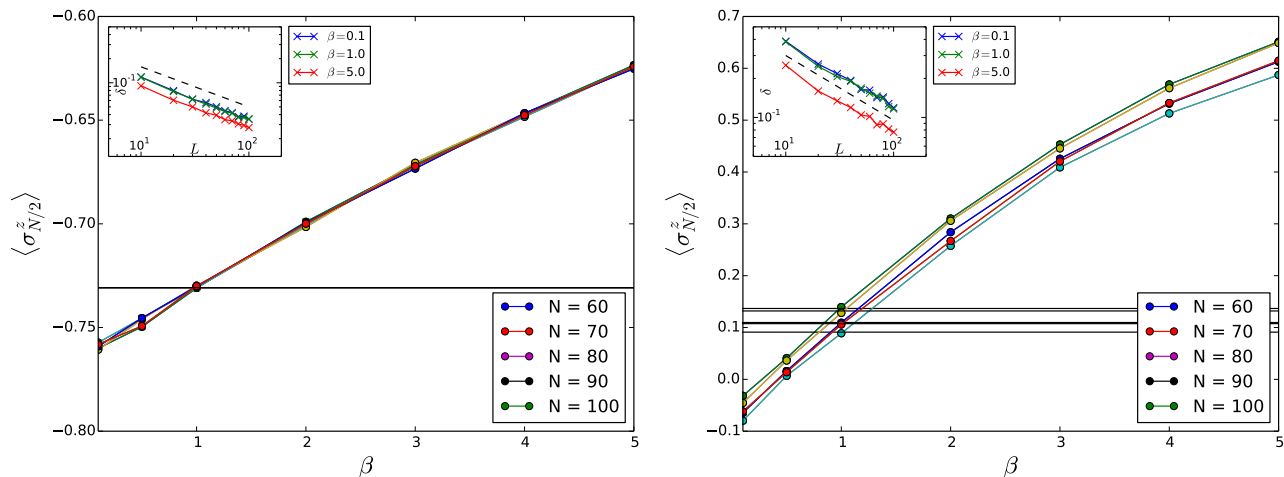 −0.60
−0.65
−0.70
−0.75
−0.80
⟨σ^z_{N/2}⟩
1
2
3
4
5
β
10^{-1}
δ
10^1
L
10^2
β=0.1
β=1.0
β=5.0
N = 60
N = 70
N = 80
N = 90
N = 100
0.7
0.6
0.5
0.4
0.3
0.2
0.1
0.0
−0.1
⟨σ^z_{N/2}⟩
1
2
3
4
5
β
δ
10^{-1}
10^1
L
10^2
β=0.1
β=1.0
β=5.0
N = 60
N = 70
N = 80
N = 90
N = 100